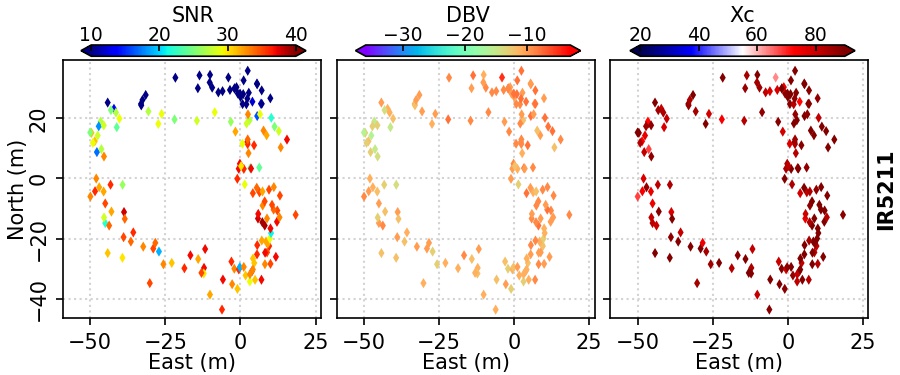 SNR DBV Xc
10 20 30 40 −30 −20 −10 20 40 60 80
20
0
−20
−40
North (m)
IR5211
−50 −25 0 25 −50 −25 0 25 −50 −25 0 25
East (m) East (m) East (m)